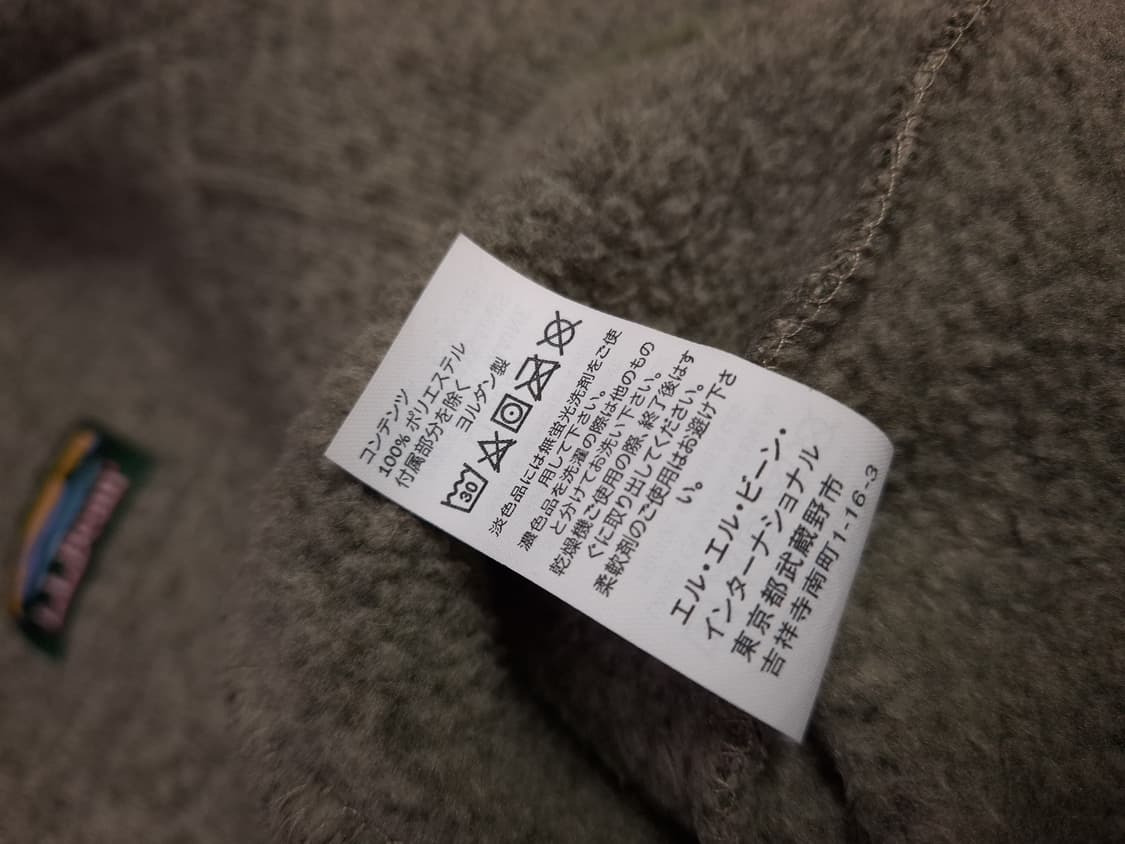 コンテンツ
100% ポリエステル
付属部分を除く
ヨルダン製
30
淡色品には無蛍光洗剤をご使
用して下さい。
濃色品を洗濯の際は他のもの
と分けてお洗い下さい。
乾燥機ご使用の際、終了後はす
ぐに取り出してください。
柔軟剤のご使用はお避け下さ
い。
エル・エル・ビーン・
インターナショナル
東京都武蔵野市
吉祥寺南町1-16-3
L.L.Bean